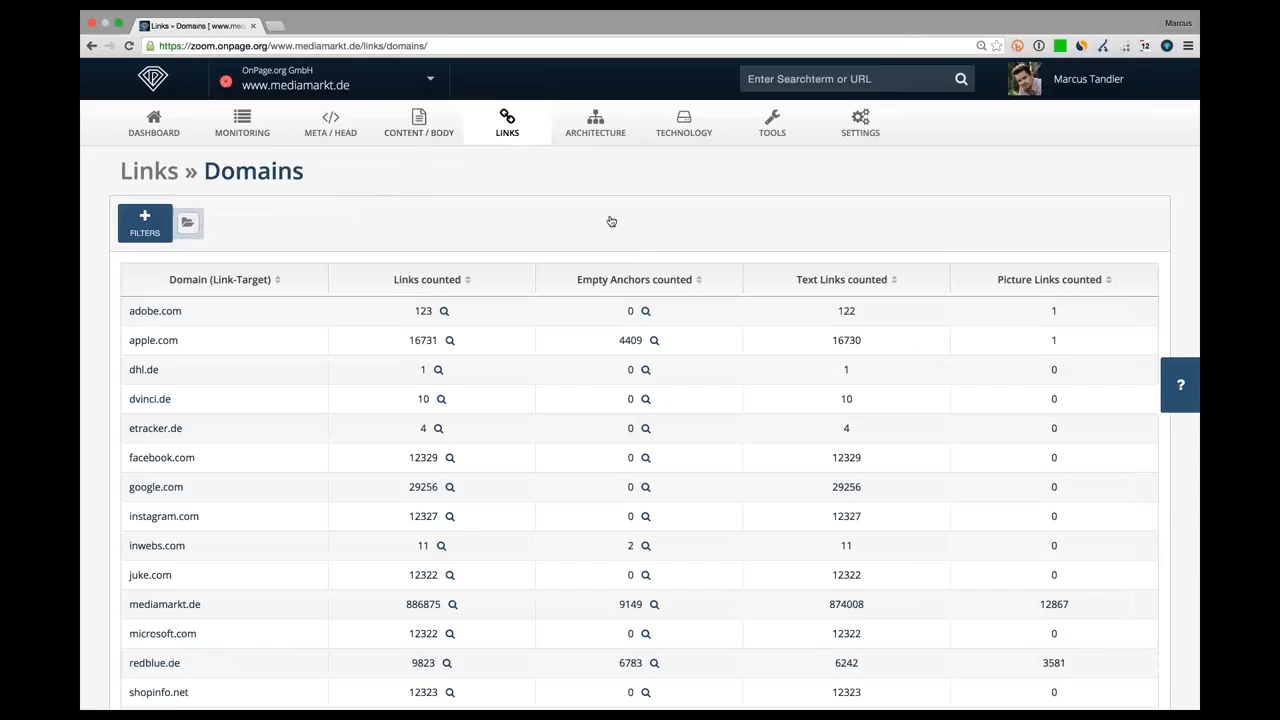 Marcus
Links » Domains [ www.me
https://zoom.onpage.org/www.mediamarkt.de/links/domains/
12
OnPage.org GmbH
www.mediamarkt.de
Enter Searchterm or URL
Marcus Tandler
DASHBOARD MONITORING META / HEAD CONTENT / BODY LINKS ARCHITECTURE TECHNOLOGY TOOLS SETTINGS
Links » Domains
+
FILTERS
Domain (Link-Target) Links counted Empty Anchors counted Text Links counted Picture Links counted
adobe.com 123 0 122 1
apple.com 16731 4409 16730 1
dhl.de 1 0 1 0
dvinci.de 10 0 10 0
etracker.de 4 0 4 0
facebook.com 12329 0 12329 0
?
google.com 29256 0 29256 0
instagram.com 12327 0 12327 0
inwebs.com 11 2 11 0
juke.com 12322 0 12322 0
mediamarkt.de 886875 9149 874008 12867
microsoft.com 12322 0 12322 0
redblue.de 9823 6783 6242 3581
shopinfo.net 12323 0 12323 0